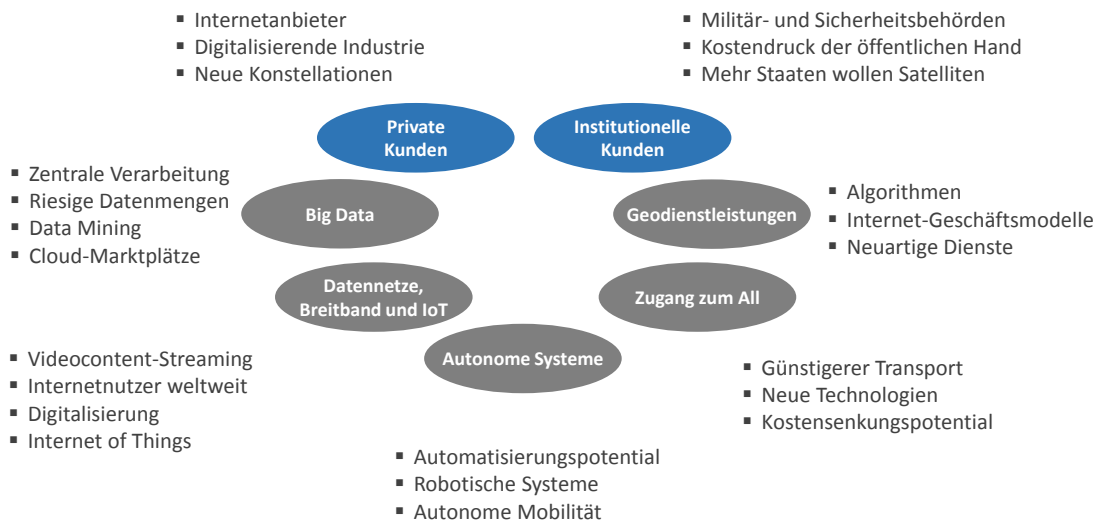 ▪ Internetanbieter
▪ Digitalisierende Industrie
▪ Neue Konstellationen
▪ Militär- und Sicherheitsbehörden
▪ Kostendruck der öffentlichen Hand
▪ Mehr Staaten wollen Satelliten
Private
Kunden
Institutionelle
Kunden
▪ Zentrale Verarbeitung
▪ Riesige Datenmengen
▪ Data Mining
▪ Cloud-Marktplätze
Big Data
Geodienstleistungen
▪ Algorithmen
▪ Internet-Geschäftsmodelle
▪ Neuartige Dienste
Datennetze,
Breitband und IoT
Zugang zum All
Autonome Systeme
▪ Videocontent-Streaming
▪ Internetnutzer weltweit
▪ Digitalisierung
▪ Internet of Things
▪ Günstigerer Transport
▪ Neue Technologien
▪ Kostensenkungspotential
▪ Automatisierungspotential
▪ Robotische Systeme
▪ Autonome Mobilität